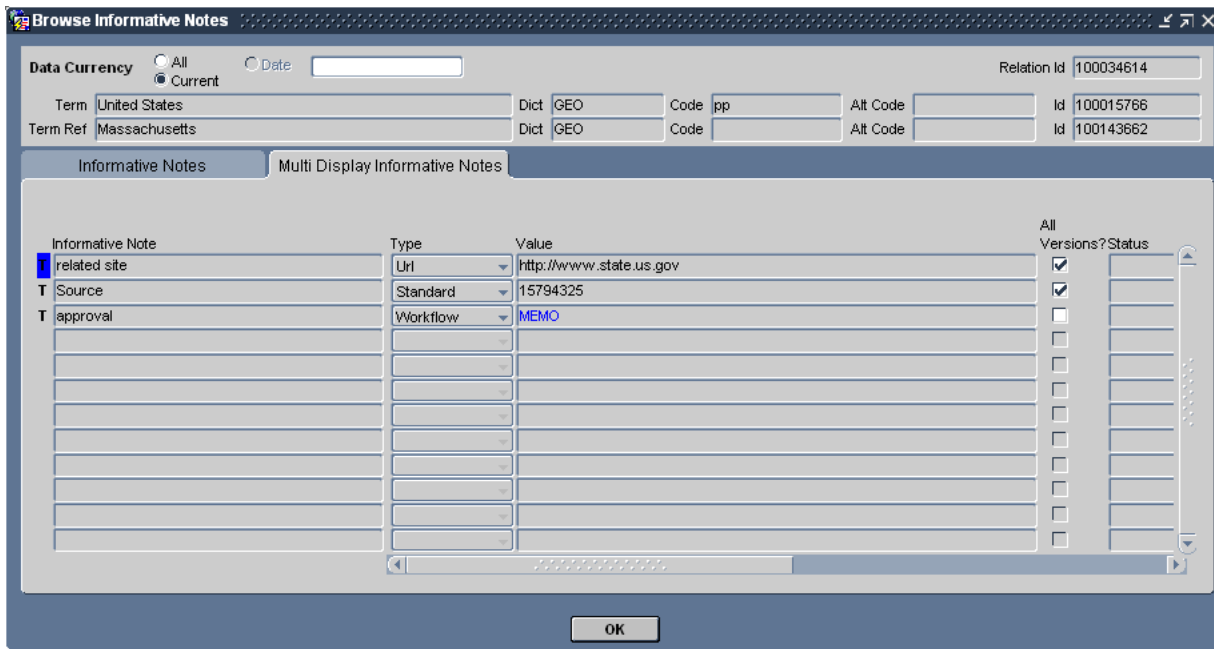 Browse Informative Notes
Data Currency All Date Relation Id 100034614
Current
Term United States Dict GEO Code pp Alt Code Id 100015766
Term Ref Massachusetts Dict GEO Code Alt Code Id 100143662
Informative Notes Multi Display Informative Notes
All
Informative Note Type Value Versions? Status
T related site Url http://www.state.us.gov
T Source Standard 15794325
T approval Workflow MEMO
OK